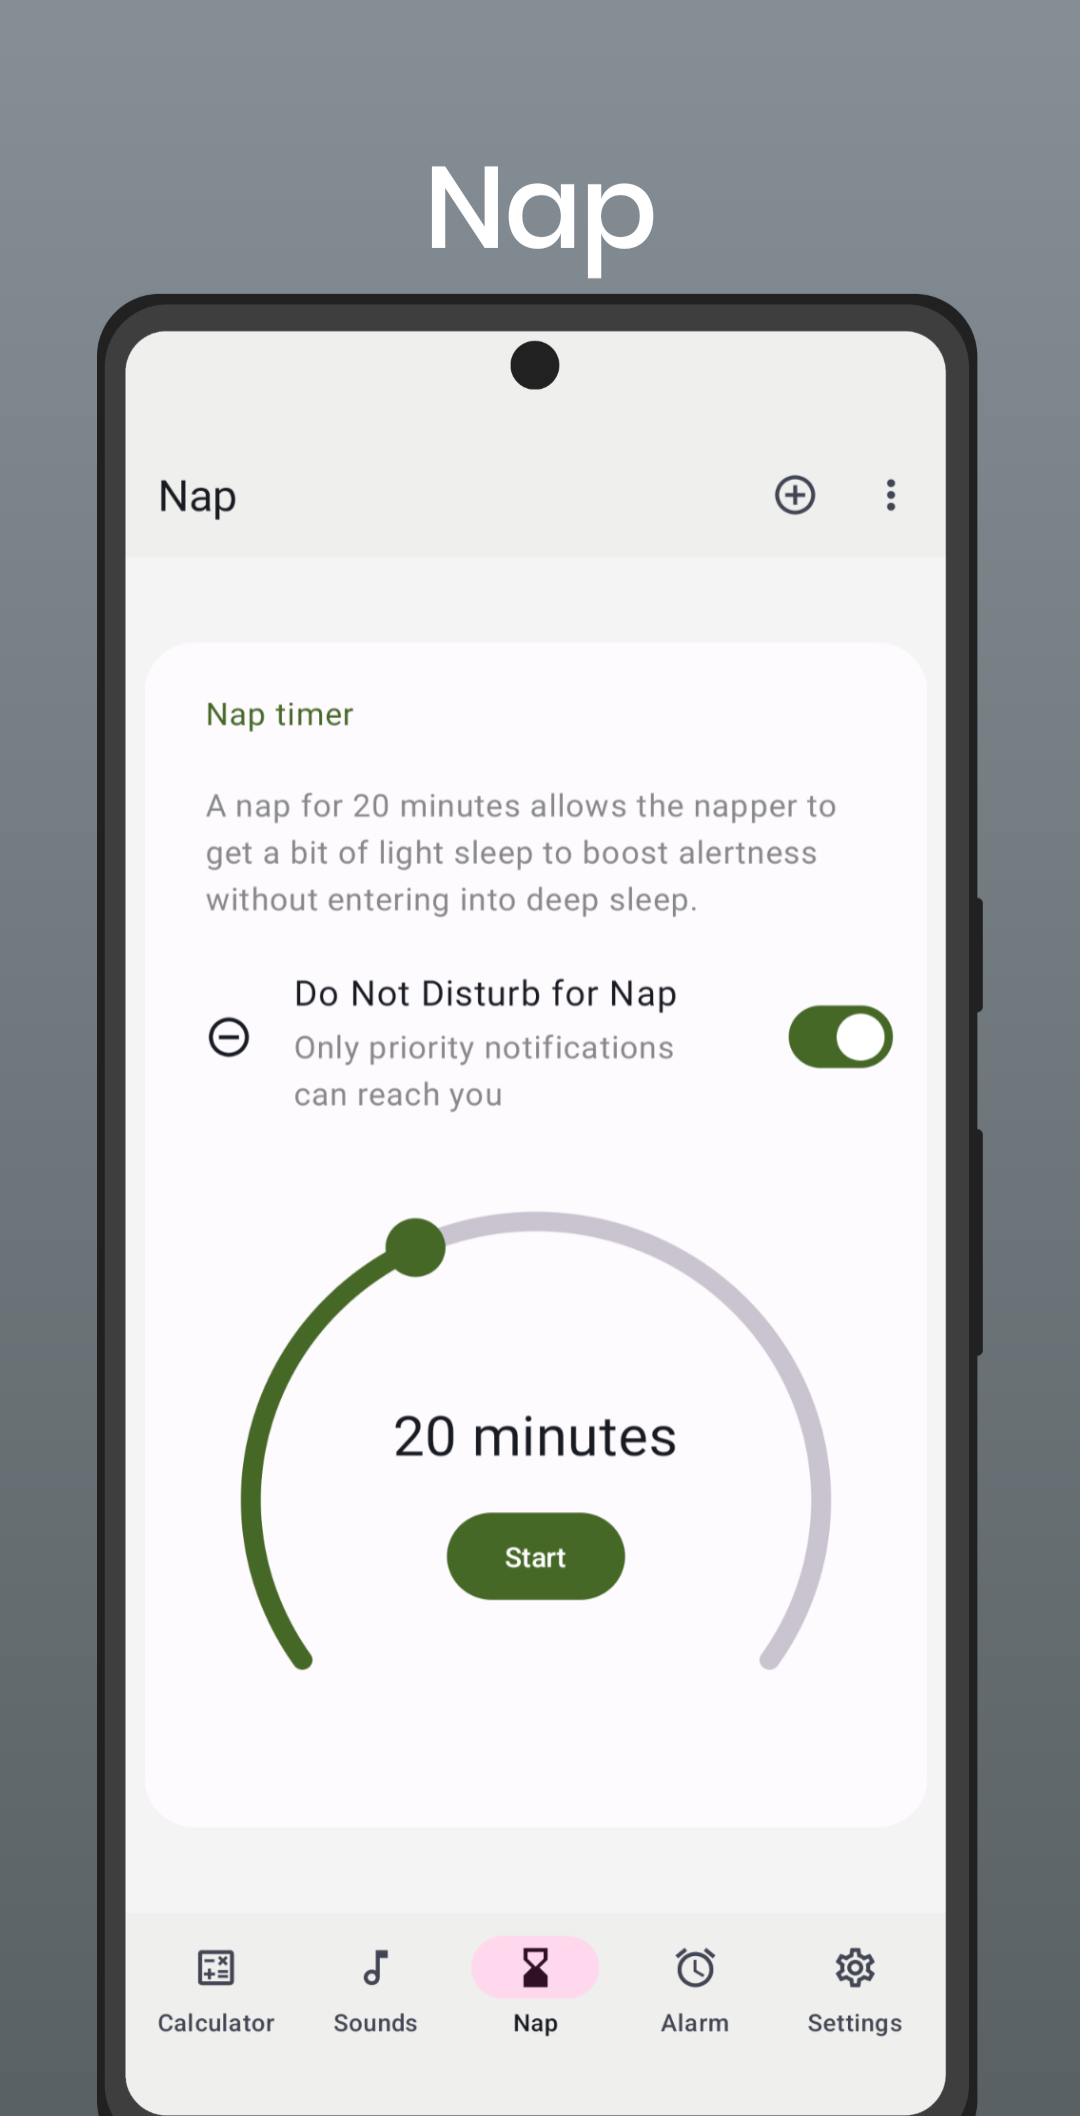 Nap
Nap
Nap timer
A nap for 20 minutes allows the napper to
get a bit of light sleep to boost alertness
without entering into deep sleep.
Do Not Disturb for Nap
Only priority notifications
can reach you
20 minutes
Start
Calculator
Sounds
Nap
Alarm
Settings